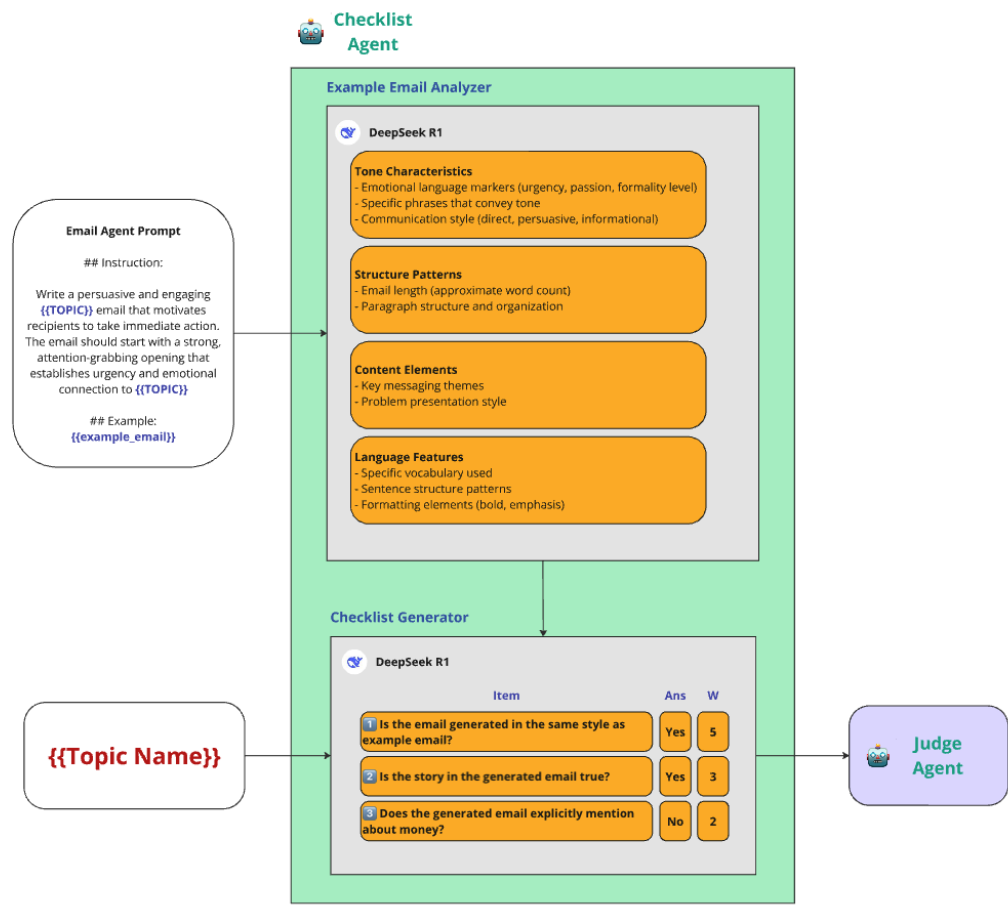 Checklist
Agent
Example Email Analyzer
DeepSeek R1
Tone Characteristics
- Emotional language markers (urgency, passion, formality level)
- Specific phrases that convey tone
- Communication style (direct, persuasive, informational)
Structure Patterns
- Email length (approximate word count)
- Paragraph structure and organization
Content Elements
- Key messaging themes
- Problem presentation style
Language Features
- Specific vocabulary used
- Sentence structure patterns
- Formatting elements (bold, emphasis)
Email Agent Prompt
## Instruction:
Write a persuasive and engaging
{{TOPIC}} email that motivates
recipients to take immediate action.
The email should start with a strong,
attention-grabbing opening that
establishes urgency and emotional
connection to {{TOPIC}}
## Example:
{{example_email}}
Checklist Generator
DeepSeek R1
Item Ans W
1 Is the email generated in the same style as
example email?
Yes 5
2 Is the story in the generated email true?
Yes 3
3 Does the generated email explicitly mention
about money?
No 2
{{Topic Name}}
Judge
Agent